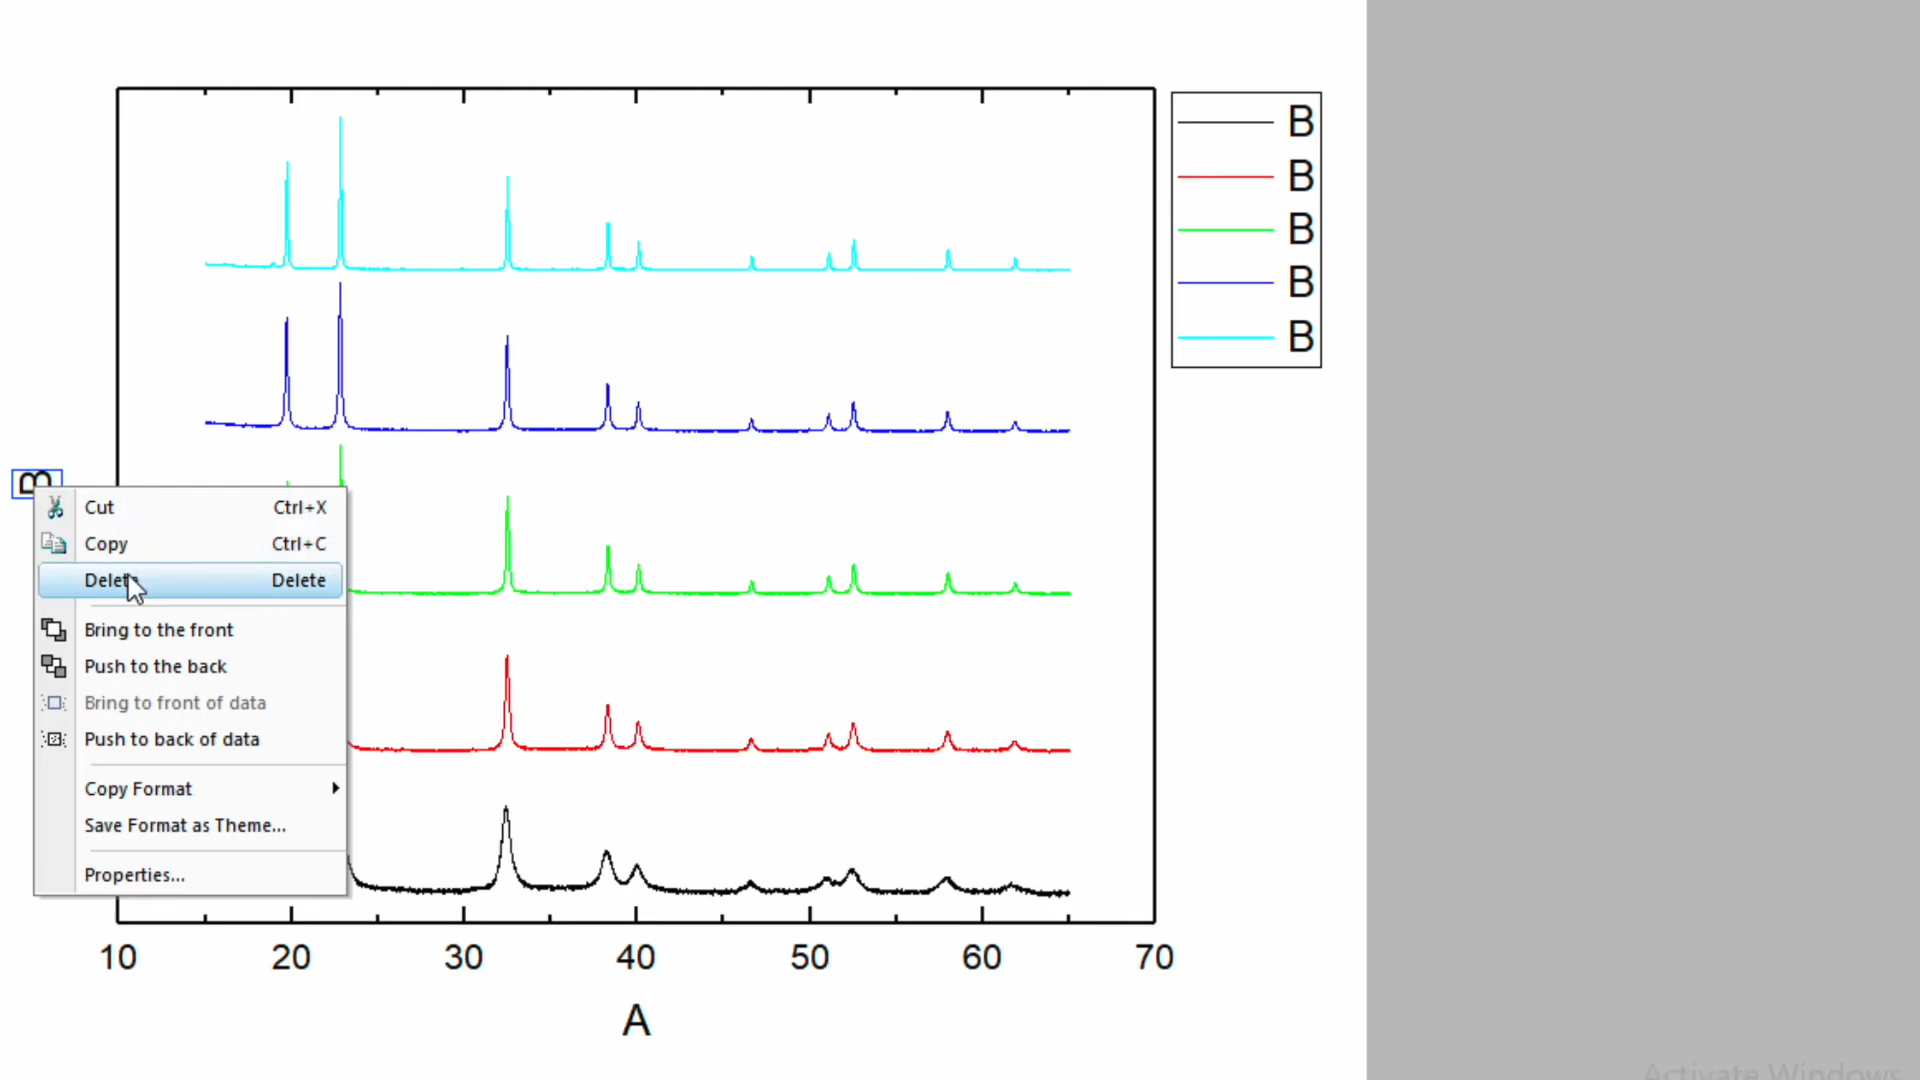 B
B
B
B
B
B
Cut Ctrl+X
Copy Ctrl+C
Delete Delete
Bring to the front
Push to the back
Bring to front of data
Push to back of data
Copy Format
Save Format as Theme...
Properties...
10 20 30 40 50 60 70
A
Activate Windows